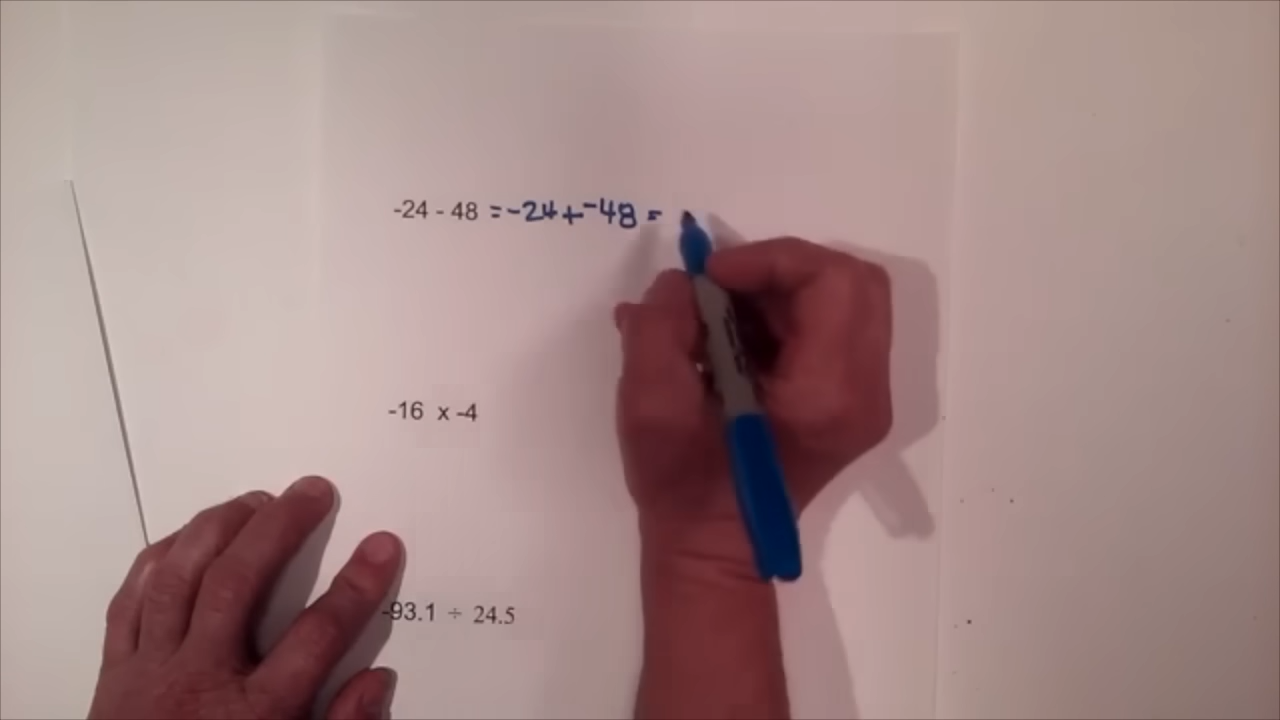 -24 - 48 = -24 + -48 =
-16 x -4
-93.1 ÷ 24.5